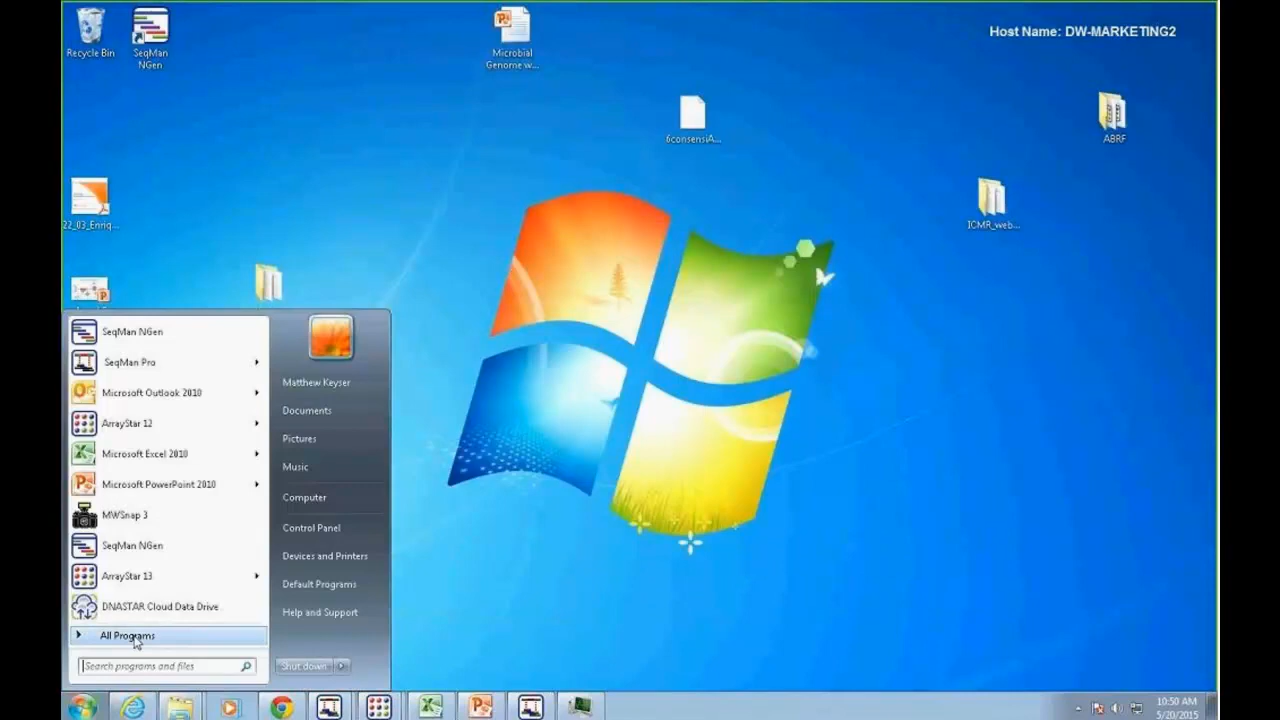 Recycle Bin
SeqMan
NGen
Microbial
Genome w...
Host Name: DW-MARKETING2
6consensiA...
ABRF
22_03_Enriq...
ICMR_web...
SeqMan NGen
SeqMan Pro
Microsoft Outlook 2010
ArrayStar 12
Microsoft Excel 2010
Microsoft PowerPoint 2010
MWSnap 3
SeqMan NGen
ArrayStar 13
DNASTAR Cloud Data Drive
All Programs
Search programs and files
Matthew Keyser
Documents
Pictures
Music
Computer
Control Panel
Devices and Printers
Default Programs
Help and Support
Shut down
10:50 AM
5/20/2015